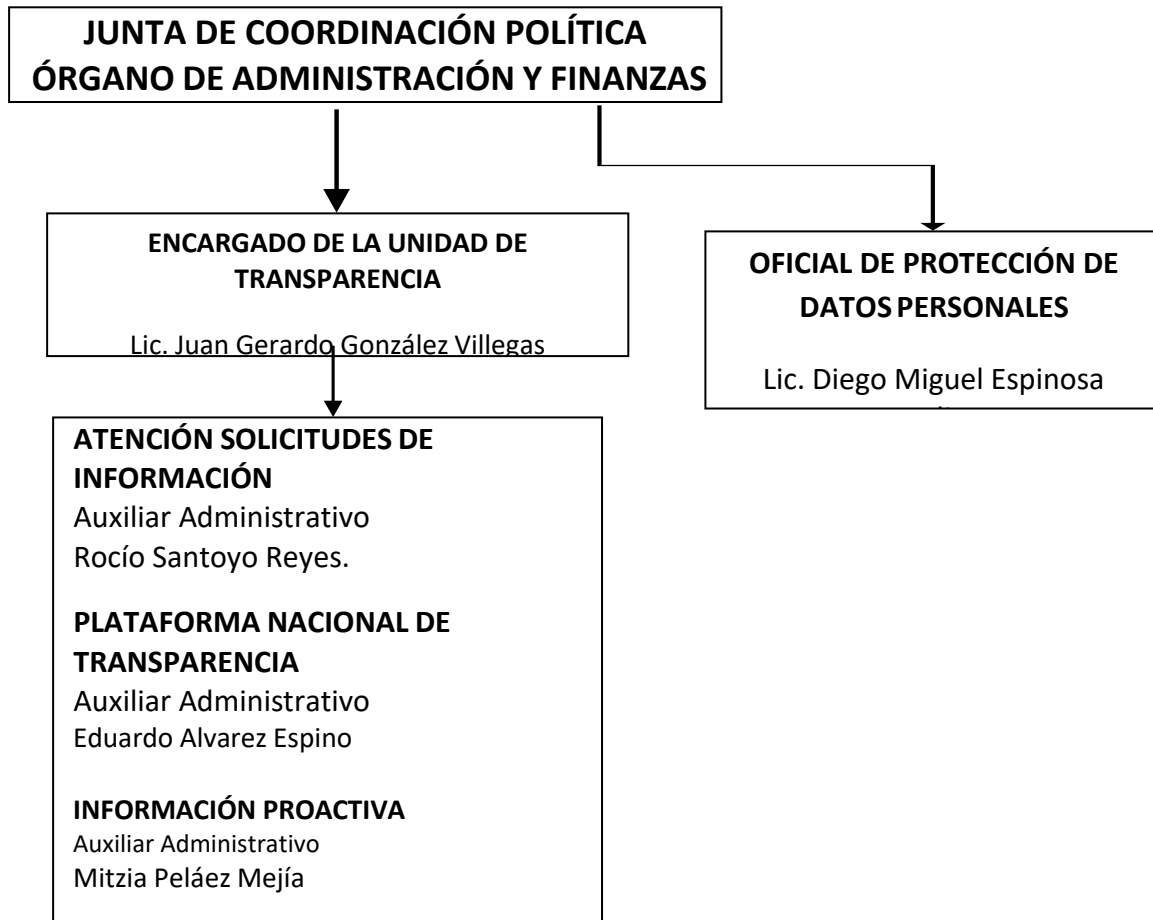 JUNTA DE COORDINACIÓN POLÍTICA
ÓRGANO DE ADMINISTRACIÓN Y FINANZAS
ENCARGADO DE LA UNIDAD DE
TRANSPARENCIA
Lic. Juan Gerardo González Villegas
OFICIAL DE PROTECCIÓN DE
DATOS PERSONALES
Lic. Diego Miguel Espinosa
ATENCIÓN SOLICITUDES DE
INFORMACIÓN
Auxiliar Administrativo
Rocío Santoyo Reyes.
PLATAFORMA NACIONAL DE
TRANSPARENCIA
Auxiliar Administrativo
Eduardo Alvarez Espino
INFORMACIÓN PROACTIVA
Auxiliar Administrativo
Mitzia Peláez Mejía